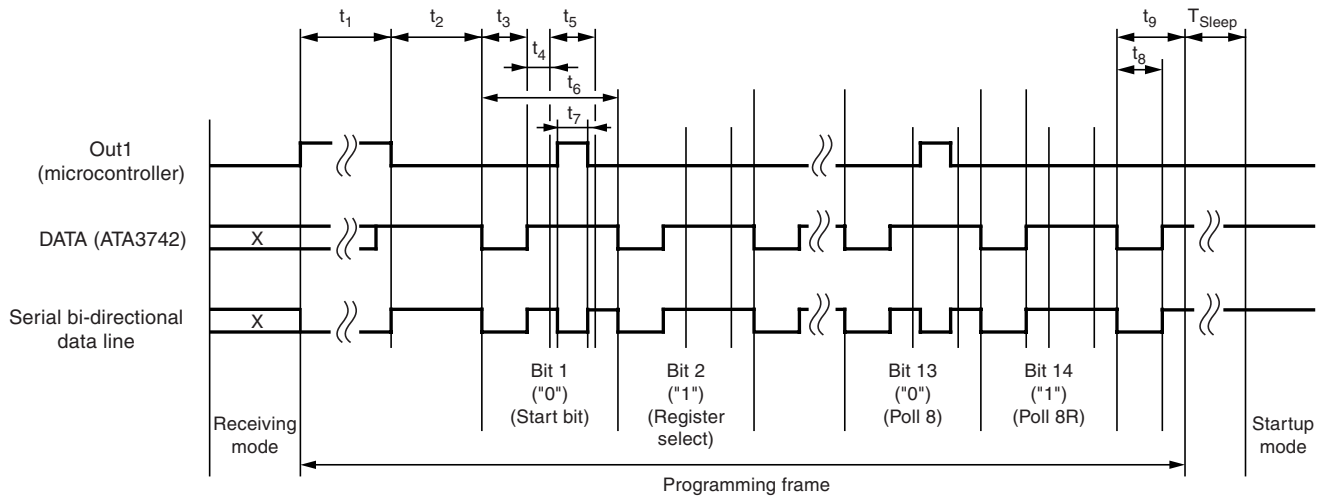 t1
t2
t3
t5
t9
TSleep
t4
t8
t6
t7
Out1
(microcontroller)
DATA (ATA3742)
X
Serial bi-directional
data line
X
Bit 1
("0")
(Start bit)
Bit 2
("1")
(Register
select)
Bit 13
("0")
(Poll 8)
Bit 14
("1")
(Poll 8R)
Receiving
mode
Startup
mode
Programming frame